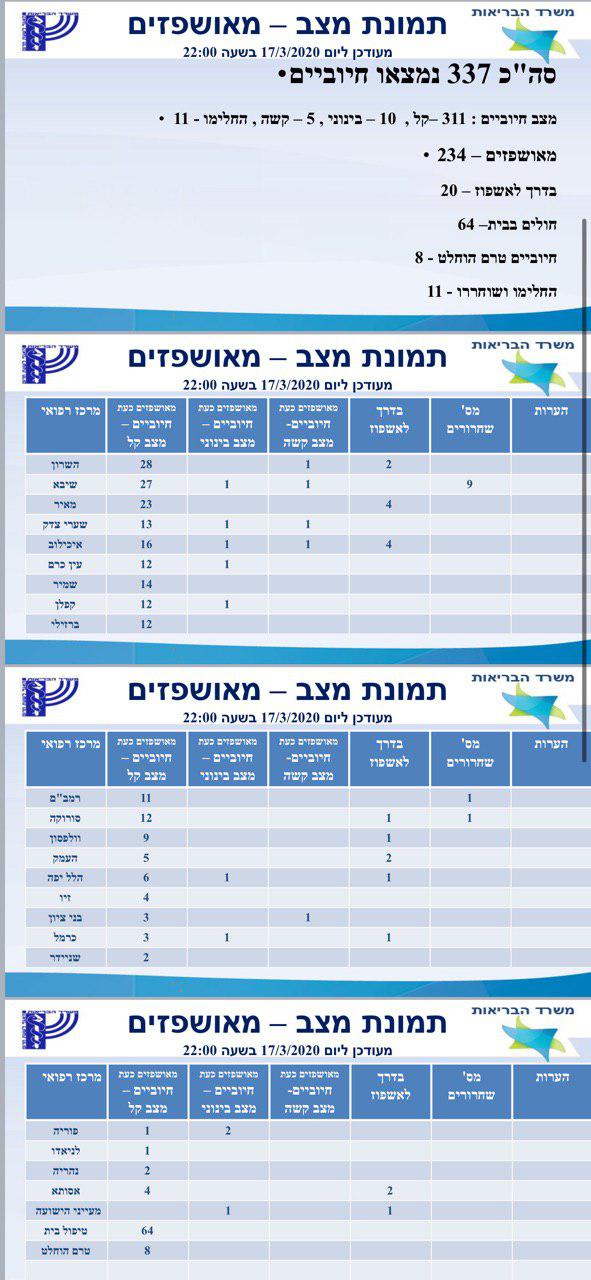 משרד הבריאות
תמונת מצב – מאושפזים
מעודכן ליום 17/3/2020 בשעה 22:00
•סה"כ 337 נמצאו חיוביים
• מצב חיוביים : 311 –קל , 10 – בינוני , 5 – קשה , החלימו - 11
• מאושפזים – 234
בדרך לאשפוז – 20
חולים בבית– 64
חיוביים טרם הוחלט - 8
החלימו ושוחררו - 11
משרד הבריאות
תמונת מצב – מאושפזים
מעודכן ליום 17/3/2020 בשעה 22:00
מרכז רפואי מאושפזים כעת חיוביים – מצב קל מאושפזים כעת חיוביים – מצב בינוני מאושפזים כעת חיוביים- מצב קשה בדרך לאשפוז מס' שחרורים הערות
השרון 28 1 2
שיבא 27 1 1 9
מאיר 23 4
שערי צדק 13 1 1
איכילוב 16 1 1 4
עין כרם 12 1
שמיר 14
קפלן 12 1
ברזילי 12
משרד הבריאות
תמונת מצב – מאושפזים
מעודכן ליום 17/3/2020 בשעה 22:00
מרכז רפואי מאושפזים כעת חיוביים – מצב קל מאושפזים כעת חיוביים – מצב בינוני מאושפזים כעת חיוביים- מצב קשה בדרך לאשפוז מס' שחרורים הערות
רמב"ם 11 1
סורוקה 12 1 1
וולפסון 9 1
העמק 5 2
הלל יפה 6 1 1
זיו 4
בני ציון 3 1
כרמל 3 1 1
שניידר 2
משרד הבריאות
תמונת מצב – מאושפזים
מעודכן ליום 17/3/2020 בשעה 22:00
מרכז רפואי מאושפזים כעת חיוביים – מצב קל מאושפזים כעת חיוביים – מצב בינוני מאושפזים כעת חיוביים- מצב קשה בדרך לאשפוז מס' שחרורים הערות
פוריה 1 2
לניאדו 1
נהריה 2
אסותא 4 2
מעייני הישועה 1 1
טיפול בית 64
טרם הוחלט 8